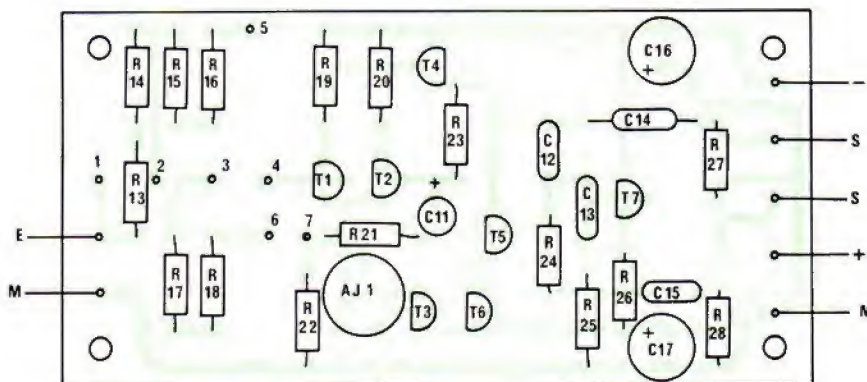 5
R 14
R 15
R 16
R 19
R 20
T4
C16
+
−
R 23
C 12
C 14
R 27
S
1
R 13
2
3
4
T1
T2
+
C11
C 13
T7
S
E
6
7
R 21
T5
R 24
+
M
R 17
R 18
R 22
AJ 1
T3
T6
R 25
R 26
C 15
+
C17
R 28
M